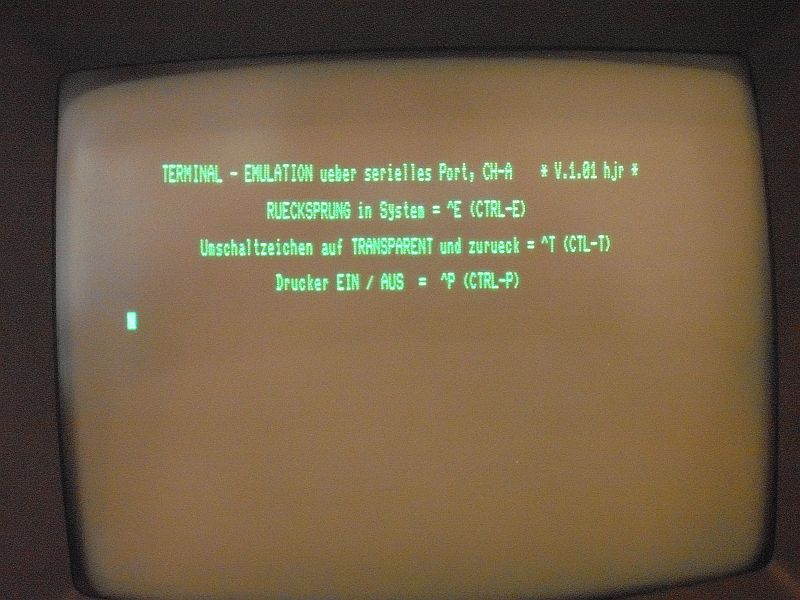 TERMINAL - EMULATION ueber serielles Port, CH-A * V.1.01 hjr *
RUECKSPRUNG in System = ^E (CTRL-E)
Umschaltzeichen auf TRANSPARENT und zurueck = ^T (CTL-T)
Drucker EIN / AUS = ^P (CTRL-P)